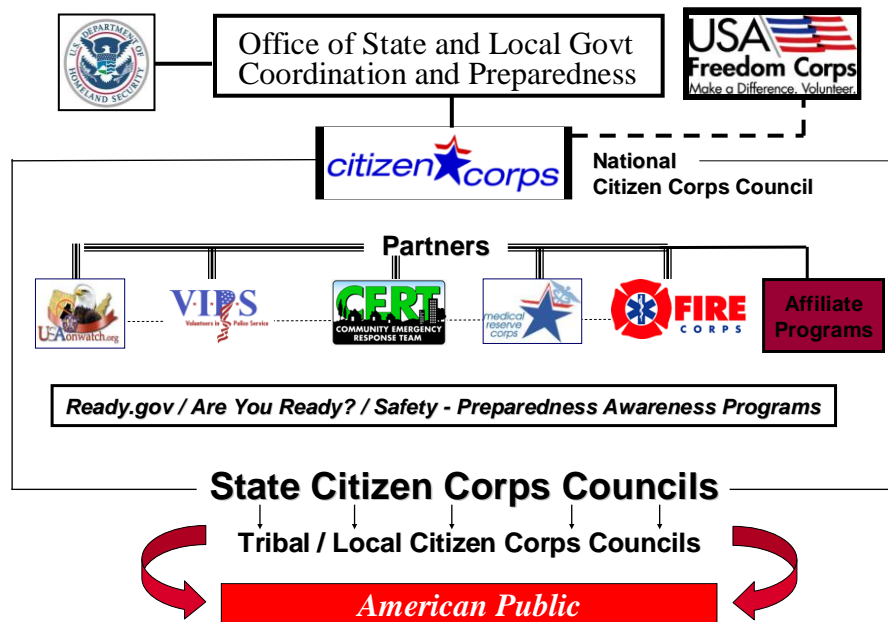 U.S. DEPARTMENT OF
HOMELAND SECURITY
Office of State and Local Govt
Coordination and Preparedness
USA
Freedom Corps
Make a Difference. Volunteer.
citizen corps
National
Citizen Corps Council
Partners
USAonwatch.org
V·I·P·S
Volunteers in Police Service
CERT
COMMUNITY EMERGENCY
RESPONSE TEAM
medical
reserve
corps
FIRE
CORPS
Affiliate
Programs
Ready.gov / Are You Ready? / Safety - Preparedness Awareness Programs
State Citizen Corps Councils
Tribal / Local Citizen Corps Councils
American Public